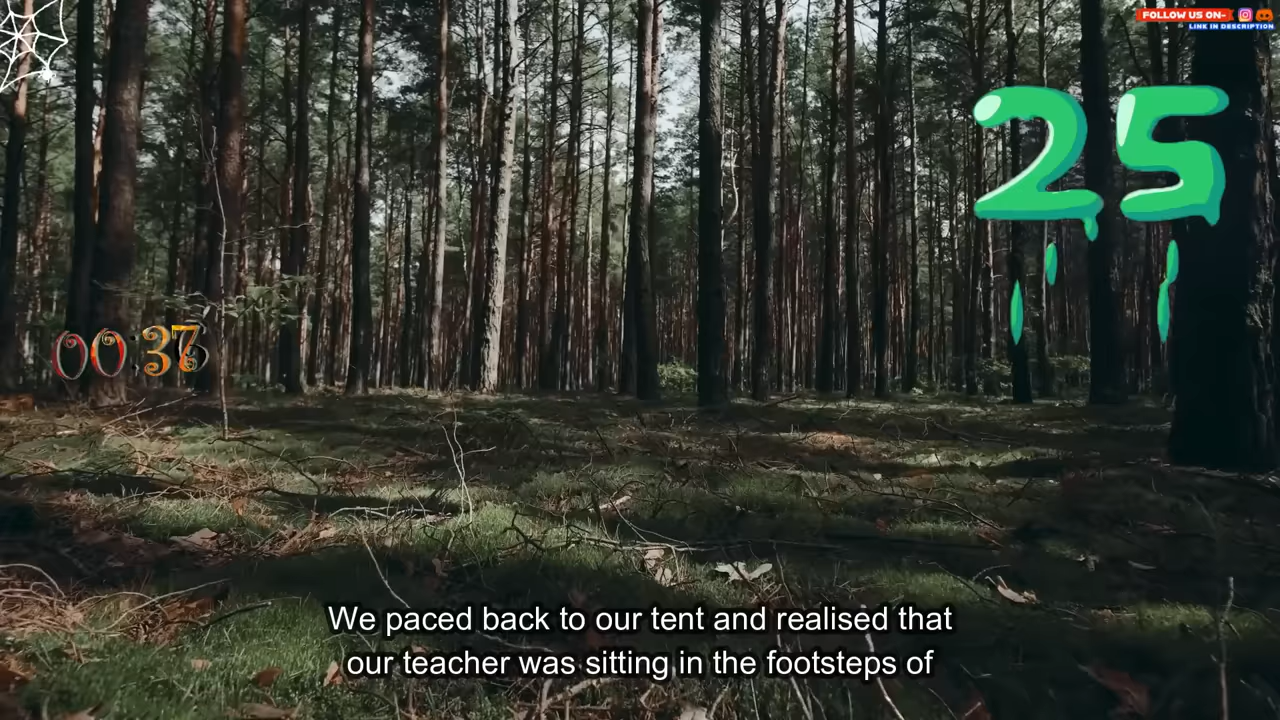 FOLLOW US ON-
LINK IN DESCRIPTION
25
00:37
We paced back to our tent and realised that
our teacher was sitting in the footsteps of